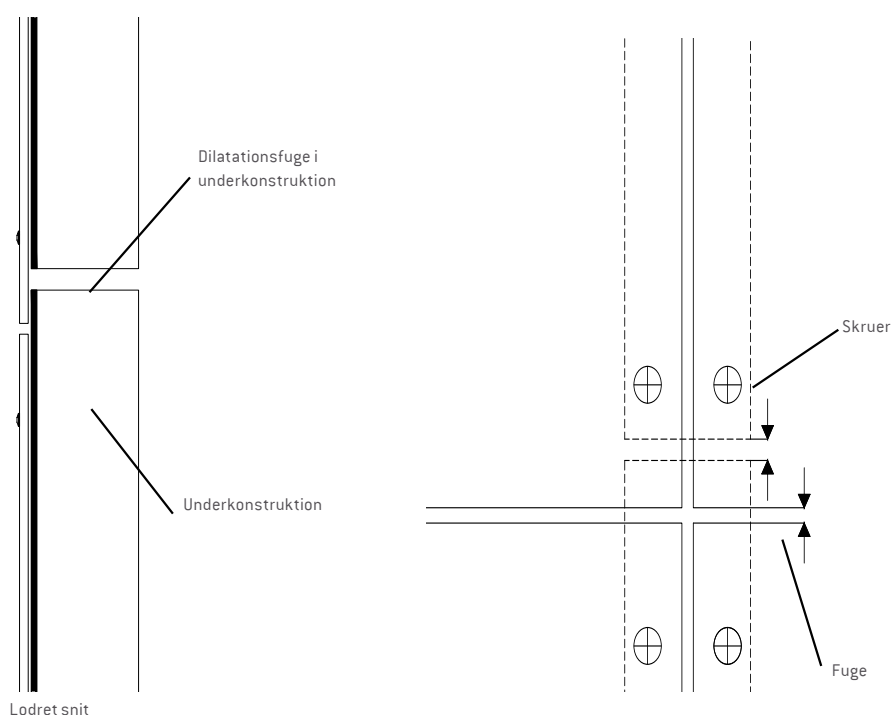 Dilatationsfuge i
underkonstruktion
Skruer
Underkonstruktion
Fuge
Lodret snit